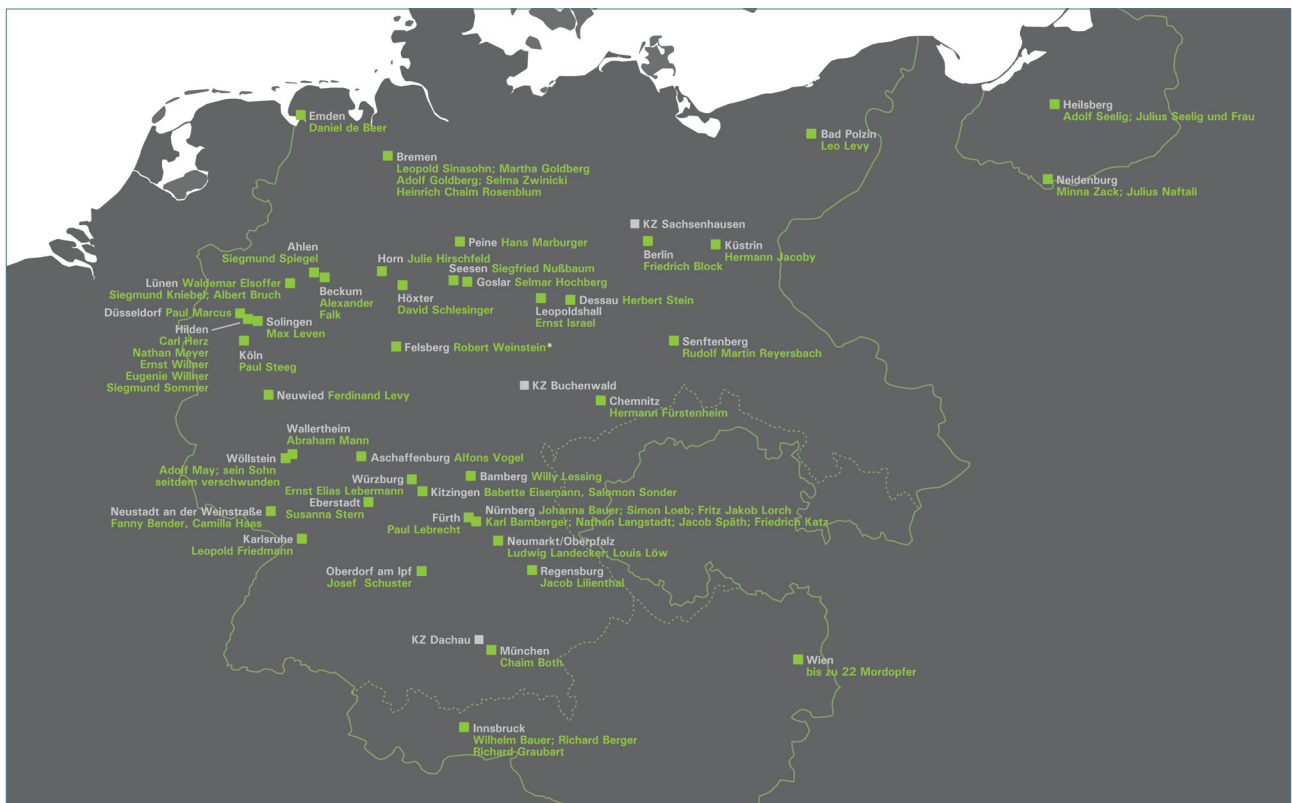 Emden
Daniel de Beer
Heilsberg
Adolf Seelig; Julius Seelig und Frau
Bad Polzin
Leo Levy
Bremen
Leopold Sinasohn; Martha Goldberg
Adolf Goldberg; Selma Zwinicki
Heinrich Chaim Rosenblum
Neidenburg
Minna Zack; Julius Naftali
KZ Sachsenhausen
Peine Hans Marburger
Berlin
Friedrich Block
Küstrin
Hermann Jacoby
Ahlen
Siegmund Spiegel
Horn Julie Hirschfeld
Seesen Siegfried Nußbaum
Goslar Selmar Hochberg
Lünen Waldemar Elsoffer
Siegmund Kniebel; Albert Bruch
Beckum
Alexander
Falk
Höxter
David Schlesinger
Leopoldshall
Ernst Israel
Dessau Herbert Stein
Düsseldorf Paul Marcus
Solingen
Max Leven
Hilden
Carl Herz
Nathan Meyer
Ernst Willner
Eugenie Willner
Siegmund Sommer
Köln
Paul Steeg
Felsberg Robert Weinstein*
Senftenberg
Rudolf Martin Reyersbach
KZ Buchenwald
Neuwied Ferdinand Levy
Chemnitz
Hermann Fürstenheim
Wallertheim
Abraham Mann
Wöllstein
Adolf May; sein Sohn
seitdem verschwunden
Aschaffenburg Alfons Vogel
Bamberg Willy Lessing
Würzburg
Ernst Elias Lebermann
Kitzingen Babette Eisemann, Salomon Sonder
Eberstadt
Susanna Stern
Neustadt an der Weinstraße
Fanny Bender, Camilla Haas
Fürth
Paul Lebrecht
Nürnberg Johanna Bauer; Simon Loeb; Fritz Jakob Lorch
Karl Bamberger; Nathan Langstadt; Jacob Späth; Friedrich Katz
Karlsruhe
Leopold Friedmann
Neumarkt/Oberpfalz
Ludwig Landecker; Louis Löw
Oberdorf am Ipf
Josef Schuster
Regensburg
Jacob Lilienthal
KZ Dachau
München
Chaim Both
Wien
bis zu 22 Mordopfer
Innsbruck
Wilhelm Bauer; Richard Berger
Richard Graubart